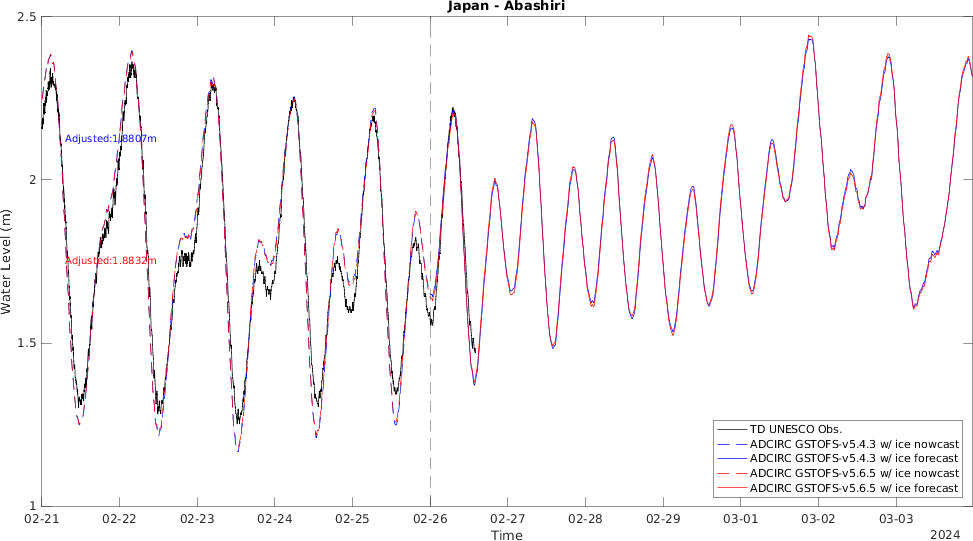 Japan - Abashiri
2.5
2
1.5
1
Water Level (m)
Adjusted:1.8807m
Adjusted:1.8832m
TD UNESCO Obs.
ADCIRC GSTOFS-v5.4.3 w/ ice nowcast
ADCIRC GSTOFS-v5.4.3 w/ ice forecast
ADCIRC GSTOFS-v5.6.5 w/ ice nowcast
ADCIRC GSTOFS-v5.6.5 w/ ice forecast
02-21 02-22 02-23 02-24 02-25 02-26 02-27 02-28 02-29 03-01 03-02 03-03
Time
2024